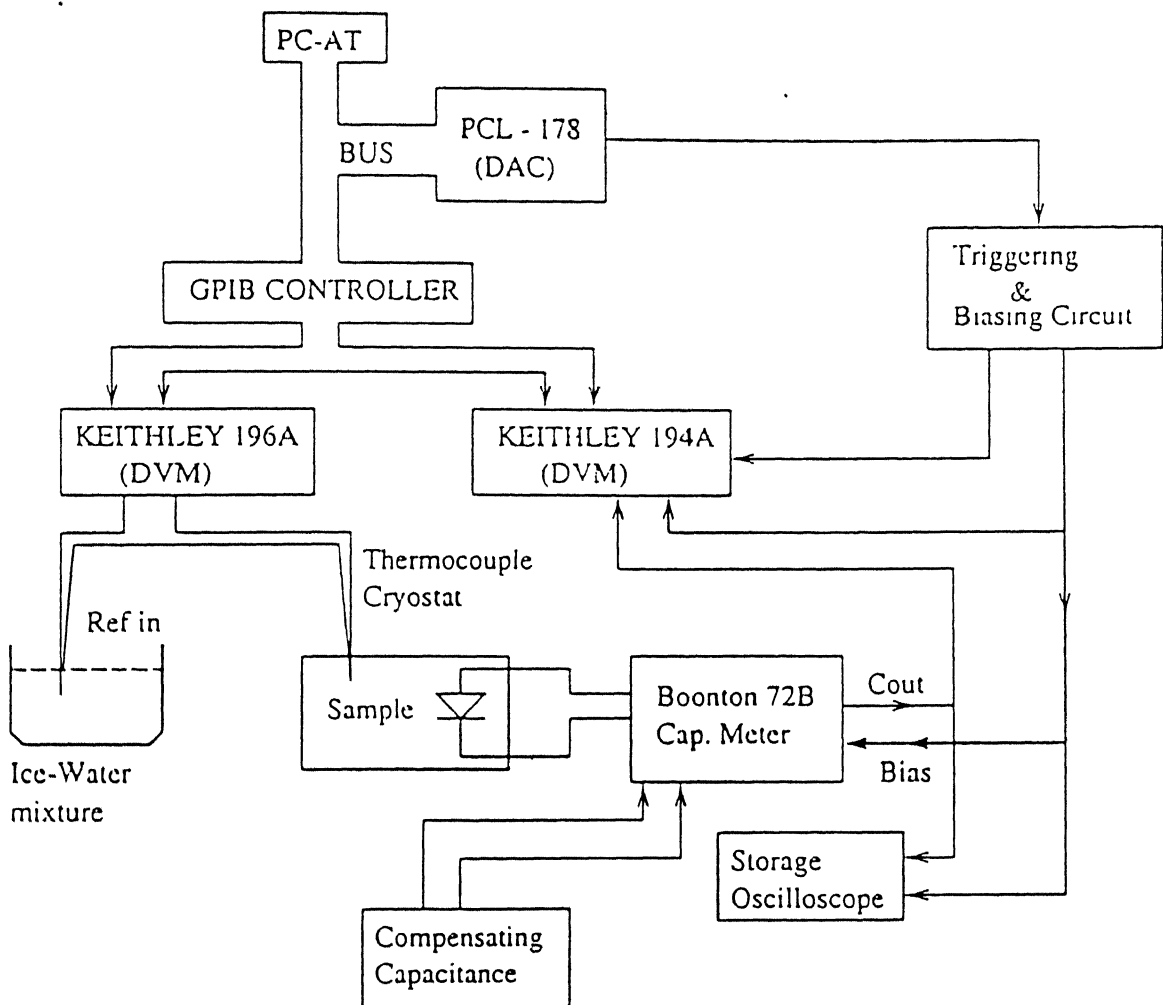 PC-AT
PCL - 178
(DAC)
BUS
GPIB CONTROLLER
Triggering
&
Biasing Circuit
KEITHLEY 196A
(DVM)
KEITHLEY 194A
(DVM)
Thermocouple
Cryostat
Ref in
Sample
Boonton 72B
Cap. Meter
Cout
Bias
Ice-Water
mixture
Storage
Oscilloscope
Compensating
Capacitance